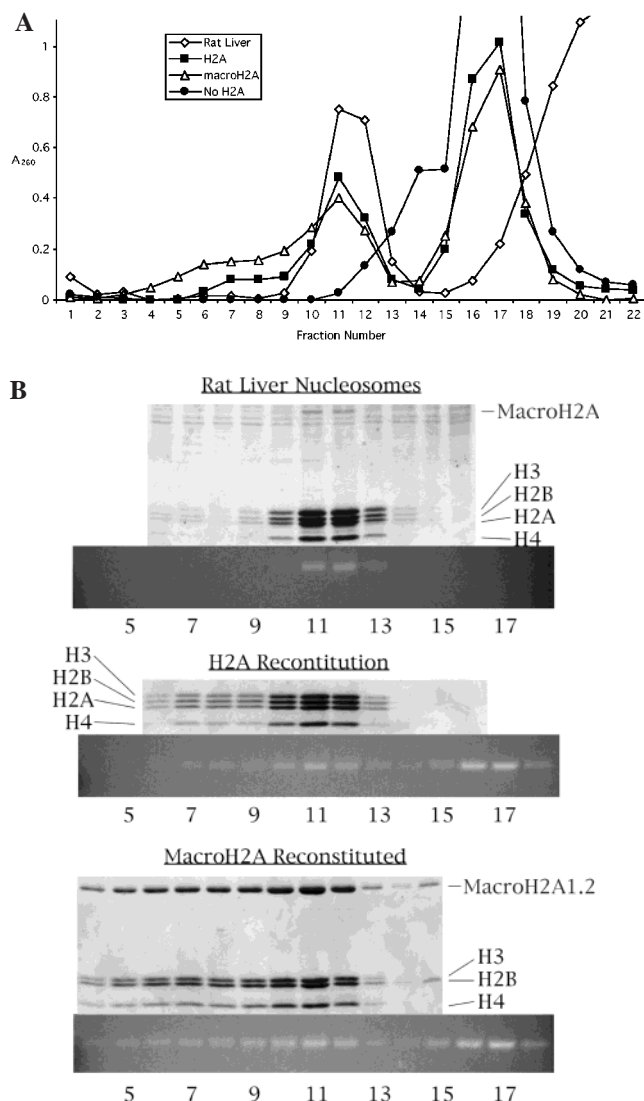 A
Rat Liver
H2A
macroH2A
No H2A
1
0.8
0.6
0.4
0.2
0
A260
1 2 3 4 5 6 7 8 9 10 11 12 13 14 15 16 17 18 19 20 21 22
Fraction Number
B
Rat Liver Nucleosomes
MacroH2A
H3
H2B
H2A
H4
5 7 9 11 13 15 17
H2A Recontitution
H3
H2B
H2A
H4
5 7 9 11 13 15 17
MacroH2A Reconstituted
MacroH2A1.2
H3
H2B
H4
5 7 9 11 13 15 17